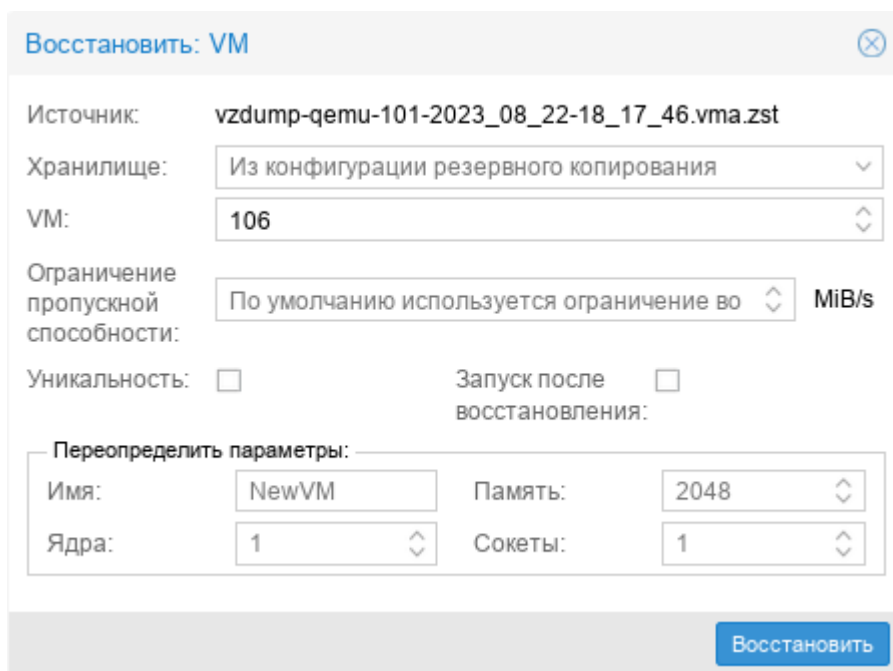 Восстановить: VM
Источник: vzdump-qemu-101-2023_08_22-18_17_46.vma.zst
Хранилище: Из конфигурации резервного копирования
VM: 106
Ограничение
пропускной
способности:
По умолчанию используется ограничение во MiB/s
Уникальность:
Запуск после
восстановления:
Переопределить параметры:
Имя: NewVM Память: 2048
Ядра: 1 Сокеты: 1
Восстановить